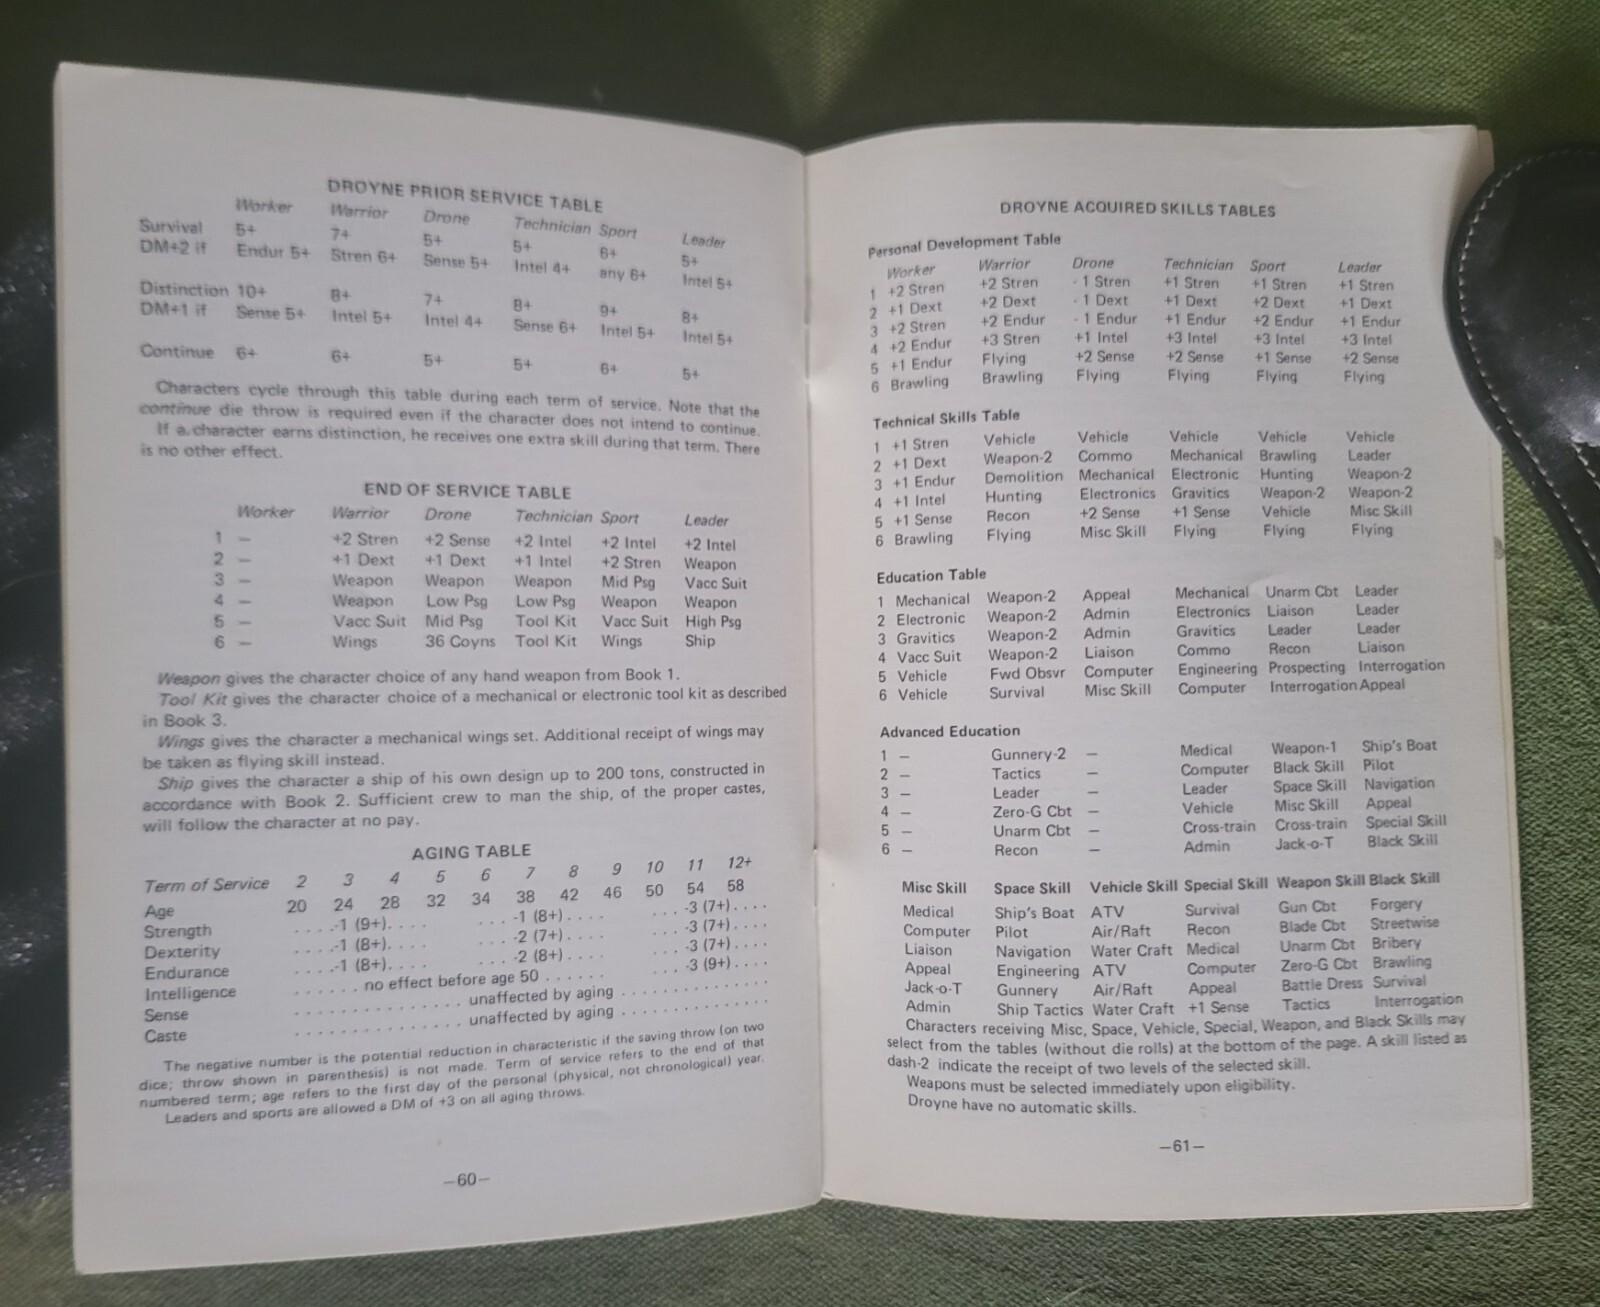 DROYNE PRIOR SERVICE TABLE
Worker Warrior Drone Technician Sport Leader
Survival 5+ 7+ 5+ 5+ 6+ 5+
DM+2 if Endur 5+ Stren 6+ Sense 5+ Intel 4+ any 6+ Intel 5+
Distinction 10+ 8+ 7+ 8+ 9+ 8+
DM+1 if Sense 5+ Intel 5+ Intel 4+ Sense 6+ Intel 5+ Intel 5+
Continue 6+ 6+ 5+ 5+ 6+ 5+
Characters cycle through this table during each term of service. Note that the
continue die throw is required even if the character does not intend to continue.
If a character earns distinction, he receives one extra skill during that term. There
is no other effect.
END OF SERVICE TABLE
Worker Warrior Drone Technician Sport Leader
1 — +2 Stren +2 Sense +2 Intel +2 Intel +2 Intel
2 — +1 Dext +1 Dext +1 Intel +2 Stren Weapon
3 — Weapon Weapon Weapon Mid Psg Vacc Suit
4 — Weapon Low Psg Low Psg Weapon Weapon
5 — Vacc Suit Mid Psg Tool Kit Vacc Suit High Psg
6 — Wings 36 Coyns Tool Kit Wings Ship
Weapon gives the character choice of any hand weapon from Book 1.
Tool Kit gives the character choice of a mechanical or electronic tool kit as described
in Book 3.
Wings gives the character a mechanical wings set. Additional receipt of wings may
be taken as flying skill instead.
Ship gives the character a ship of his own design up to 200 tons, constructed in
accordance with Book 2. Sufficient crew to man the ship, of the proper castes,
will follow the character at no pay.
AGING TABLE
Term of Service 2 3 4 5 6 7 8 9 10 11 12+
Age 20 24 28 32 34 38 42 46 50 54 58
Strength . . . . -1 (9+). . . . . . . . -1 (8+). . . . . . . -3 (7+). . . .
Dexterity . . . . -1 (8+). . . . . . . . -2 (7+). . . . . . . -3 (7+). . . .
Endurance . . . . -1 (8+). . . . . . . . -2 (8+). . . . . . . -3 (7+). . . .
Intelligence . . . . . . no effect before age 50 . . . . . . . . . -3 (9+). . . .
Sense . . . . . . . . . . . . . unaffected by aging . . . . . . . . . . . . .
Caste . . . . . . . . . . . . . unaffected by aging . . . . . . . . . . . . .
The negative number is the potential reduction in characteristic if the saving throw (on two
dice; throw shown in parenthesis) is not made. Term of service refers to the end of that
numbered term; age refers to the first day of the personal (physical, not chronological) year.
Leaders and sports are allowed a DM of +3 on all aging throws.
—60—
DROYNE ACQUIRED SKILLS TABLES
Personal Development Table
Worker Warrior Drone Technician Sport Leader
1 +2 Stren +2 Stren -1 Stren +1 Stren +1 Stren +1 Stren
2 +1 Dext +2 Dext -1 Dext +1 Dext +2 Dext +1 Dext
3 +2 Stren +2 Endur -1 Endur +1 Endur +2 Endur +1 Endur
4 +2 Endur +3 Stren +1 Intel +3 Intel +3 Intel +3 Intel
5 +1 Endur Flying +2 Sense +2 Sense +1 Sense +2 Sense
6 Brawling Brawling Flying Flying Flying Flying
Technical Skills Table
1 +1 Stren Vehicle Vehicle Vehicle Vehicle Vehicle
2 +1 Dext Weapon-2 Commo Mechanical Brawling Leader
3 +1 Endur Demolition Mechanical Electronic Hunting Weapon-2
4 +1 Intel Hunting Electronics Gravitics Weapon-2 Weapon-2
5 +1 Sense Recon +2 Sense +1 Sense Vehicle Misc Skill
6 Brawling Flying Misc Skill Flying Flying Flying
Education Table
1 Mechanical Weapon-2 Appeal Mechanical Unarm Cbt Leader
2 Electronic Weapon-2 Admin Electronics Liaison Leader
3 Gravitics Weapon-2 Admin Gravitics Leader Leader
4 Vacc Suit Weapon-2 Liaison Commo Recon Liaison
5 Vehicle Fwd Obsvr Computer Engineering Prospecting Interrogation
6 Vehicle Survival Misc Skill Computer Interrogation Appeal
Advanced Education
1 — Gunnery-2 — Medical Weapon-1 Ship's Boat
2 — Tactics — Computer Black Skill Pilot
3 — Leader — Leader Space Skill Navigation
4 — Zero-G Cbt — Vehicle Misc Skill Appeal
5 — Unarm Cbt — Cross-train Cross-train Special Skill
6 — Recon — Admin Jack-o-T Black Skill
Misc Skill Space Skill Vehicle Skill Special Skill Weapon Skill Black Skill
Medical Ship's Boat ATV Survival Gun Cbt Forgery
Computer Pilot Air/Raft Recon Blade Cbt Streetwise
Liaison Navigation Water Craft Medical Unarm Cbt Bribery
Appeal Engineering ATV Computer Zero-G Cbt Brawling
Jack-o-T Gunnery Air/Raft Appeal Battle Dress Survival
Admin Ship Tactics Water Craft +1 Sense Tactics Interrogation
Characters receiving Misc, Space, Vehicle, Special, Weapon, and Black Skills may
select from the tables (without die rolls) at the bottom of the page. A skill listed as
dash-2 indicate the receipt of two levels of the selected skill.
Weapons must be selected immediately upon eligibility.
Droyne have no automatic skills.
—61—